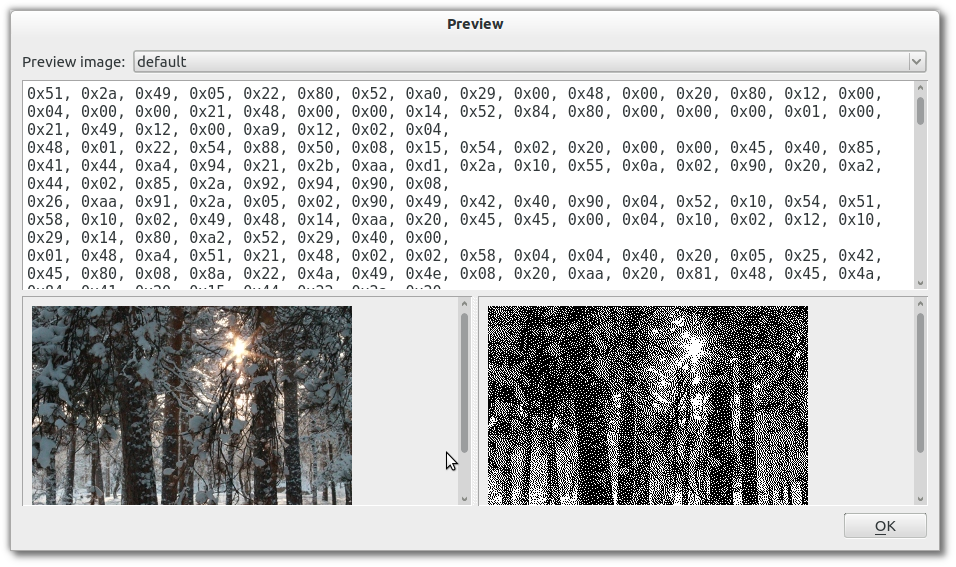 Preview
Preview image: default
0x51, 0x2a, 0x49, 0x05, 0x22, 0x80, 0x52, 0xa0, 0x29, 0x00, 0x48, 0x00, 0x20, 0x80, 0x12, 0x00,
0x04, 0x00, 0x00, 0x21, 0x48, 0x00, 0x00, 0x14, 0x52, 0x84, 0x80, 0x00, 0x00, 0x00, 0x01, 0x00,
0x21, 0x49, 0x12, 0x00, 0xa9, 0x12, 0x02, 0x04,
0x48, 0x01, 0x22, 0x54, 0x88, 0x50, 0x08, 0x15, 0x54, 0x02, 0x20, 0x00, 0x00, 0x45, 0x40, 0x85,
0x41, 0x44, 0xa4, 0x94, 0x21, 0x2b, 0xaa, 0xd1, 0x2a, 0x10, 0x55, 0x0a, 0x02, 0x90, 0x20, 0xa2,
0x44, 0x02, 0x85, 0x2a, 0x92, 0x94, 0x90, 0x08,
0x26, 0xaa, 0x91, 0x2a, 0x05, 0x02, 0x90, 0x49, 0x42, 0x40, 0x90, 0x04, 0x52, 0x10, 0x54, 0x51,
0x58, 0x10, 0x02, 0x49, 0x48, 0x14, 0xaa, 0x20, 0x45, 0x45, 0x00, 0x04, 0x10, 0x02, 0x12, 0x10,
0x29, 0x14, 0x80, 0xa2, 0x52, 0x29, 0x40, 0x00,
0x01, 0x48, 0xa4, 0x51, 0x21, 0x48, 0x02, 0x02, 0x58, 0x04, 0x04, 0x40, 0x20, 0x05, 0x25, 0x42,
0x45, 0x80, 0x08, 0x8a, 0x22, 0x4a, 0x49, 0x4e, 0x08, 0x20, 0xaa, 0x20, 0x81, 0x48, 0x45, 0x4a,
OK